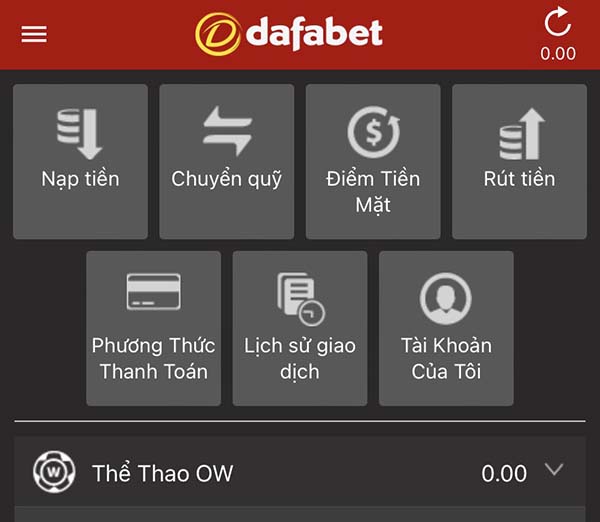 dafabet
0.00
Nạp tiền
Chuyển quỹ
Điểm Tiền
Mặt
Rút tiền
Phương Thức
Thanh Toán
Lịch sử giao
dịch
Tài Khoản
Của Tôi
W
Thể Thao OW 0.00